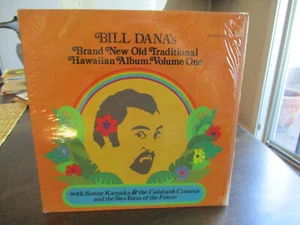 BILL DANA's
Brand New Old Traditional
Hawaiian Album, Volume One
with Sonny Kamaka & the Calabash Cousins
and the Two Tutus of the Future